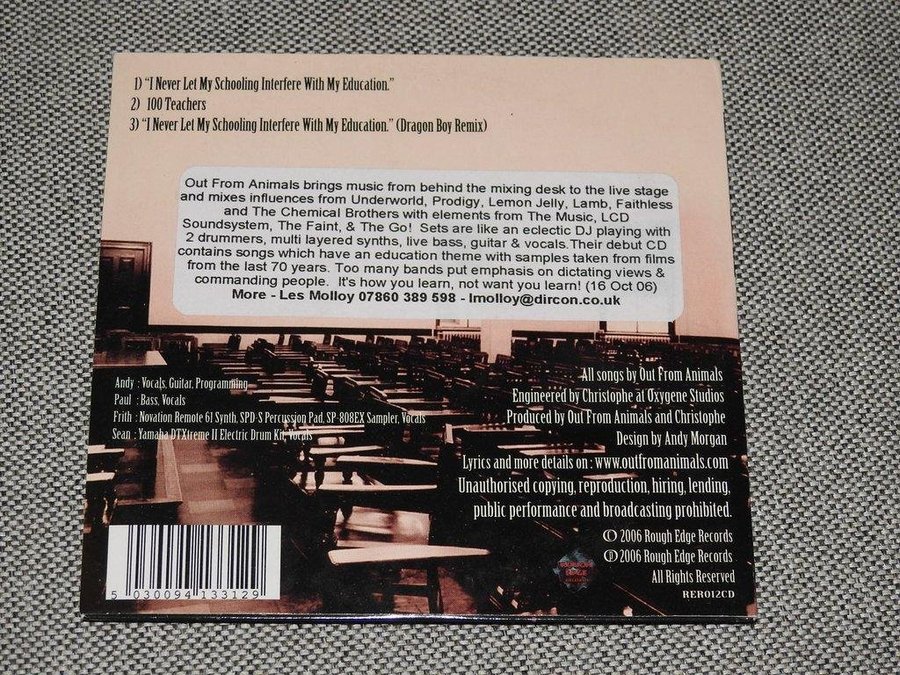 1) “I Never Let My Schooling Interfere With My Education.”
2) 100 Teachers
3) “I Never Let My Schooling Interfere With My Education.” (Dragon Boy Remix)
Out From Animals brings music from behind the mixing desk to the live stage
and mixes influences from Underworld, Prodigy, Lemon Jelly, Lamb, Faithless
and The Chemical Brothers with elements from The Music, LCD
Soundsystem, The Faint, & The Go! Sets are like an eclectic DJ playing with
2 drummers, multi layered synths, live bass, guitar & vocals.Their debut CD
contains songs which have an education theme with samples taken from films
from the last 70 years. Too many bands put emphasis on dictating views &
commanding people. It's how you learn, not want you learn! (16 Oct 06)
More - Les Molloy 07860 389 598 - lmolloy@dircon.co.uk
Andy : Vocals, Guitar, Programming
Paul : Bass, Vocals
Frith : Novation Remote 61 Synth, SPD-S Percussion Pad, SP-808EX Sampler, Vocals
Sean : Yamaha DTXtreme II Electric Drum Kit, Vocals
All songs by Out From Animals
Engineered by Christophe at Oxygene Studios
Produced by Out From Animals and Christophe
Design by Andy Morgan
Lyrics and more details on : www.outfromanimals.com
Unauthorised copying, reproduction, hiring, lending,
public performance and broadcasting prohibited.
© 2006 Rough Edge Records
℗ 2006 Rough Edge Records
All Rights Reserved
RER012CD
5 030094 133129